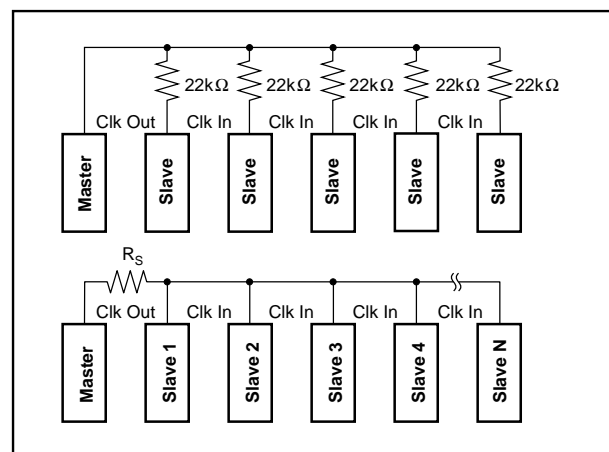 22kΩ 22kΩ 22kΩ 22kΩ 22kΩ
Clk Out Clk In Clk In Clk In Clk In
Master Slave Slave Slave Slave Slave
RS
Clk Out Clk In Clk In Clk In Clk In
Master Slave 1 Slave 2 Slave 3 Slave 4 Slave N